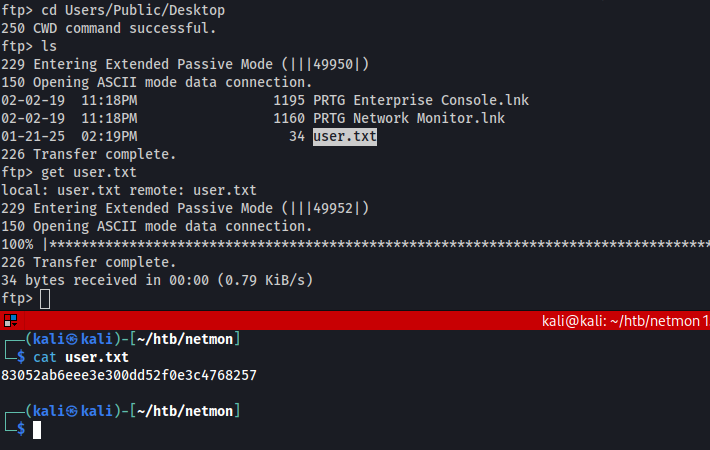 ftp> cd Users/Public/Desktop
250 CWD command successful.
ftp> ls
229 Entering Extended Passive Mode (|||49950|)
150 Opening ASCII mode data connection.
02-02-19  11:18PM                 1195 PRTG Enterprise Console.lnk
02-02-19  11:18PM                 1160 PRTG Network Monitor.lnk
01-21-25  02:19PM                   34 user.txt
226 Transfer complete.
ftp> get user.txt
local: user.txt remote: user.txt
229 Entering Extended Passive Mode (|||49952|)
150 Opening ASCII mode data connection.
100% |***********************************************************************************
226 Transfer complete.
34 bytes received in 00:00 (0.79 KiB/s)
ftp>
kali@kali: ~/htb/netmon 1
┌──(kali㉿kali)-[~/htb/netmon]
└─$ cat user.txt
83052ab6eee3e300dd52f0e3c4768257
┌──(kali㉿kali)-[~/htb/netmon]
└─$